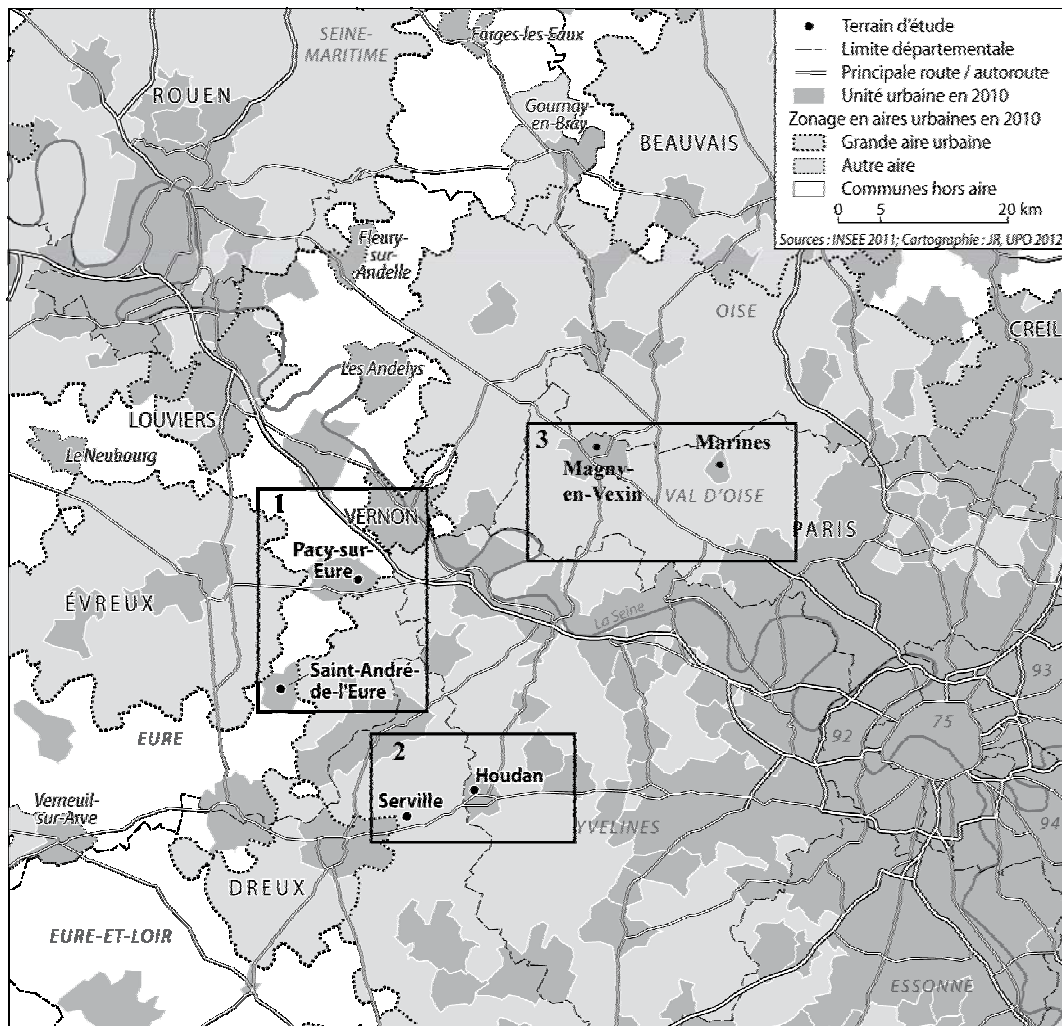 Terrain d'étude
Limite départementale
Principale route / autoroute
Unité urbaine en 2010
Zonage en aires urbaines en 2010
Grande aire urbaine
Autre aire
Communes hors aire
0 5 20 km
Sources : INSEE 2011; Cartographie : JR, UPO 2012
SEINE-
MARITIME
Forges-les-Eaux
ROUEN
Gournay-
en-Bray
BEAUVAIS
Fleury-
sur-
Andelle
OISE
CREIL
Les Andelys
LOUVIERS
Le Neubourg
3
Magny-
en-Vexin
Marines
VAL D'OISE
PARIS
1
VERNON
Pacy-sur-
Eure
ÉVREUX
La Seine
Saint-André-
de-l'Eure
93
75
92
94
EURE
2
Houdan
Serville
YVELINES
Verneuil-
sur-Avre
DREUX
EURE-ET-LOIR
ESSONNE